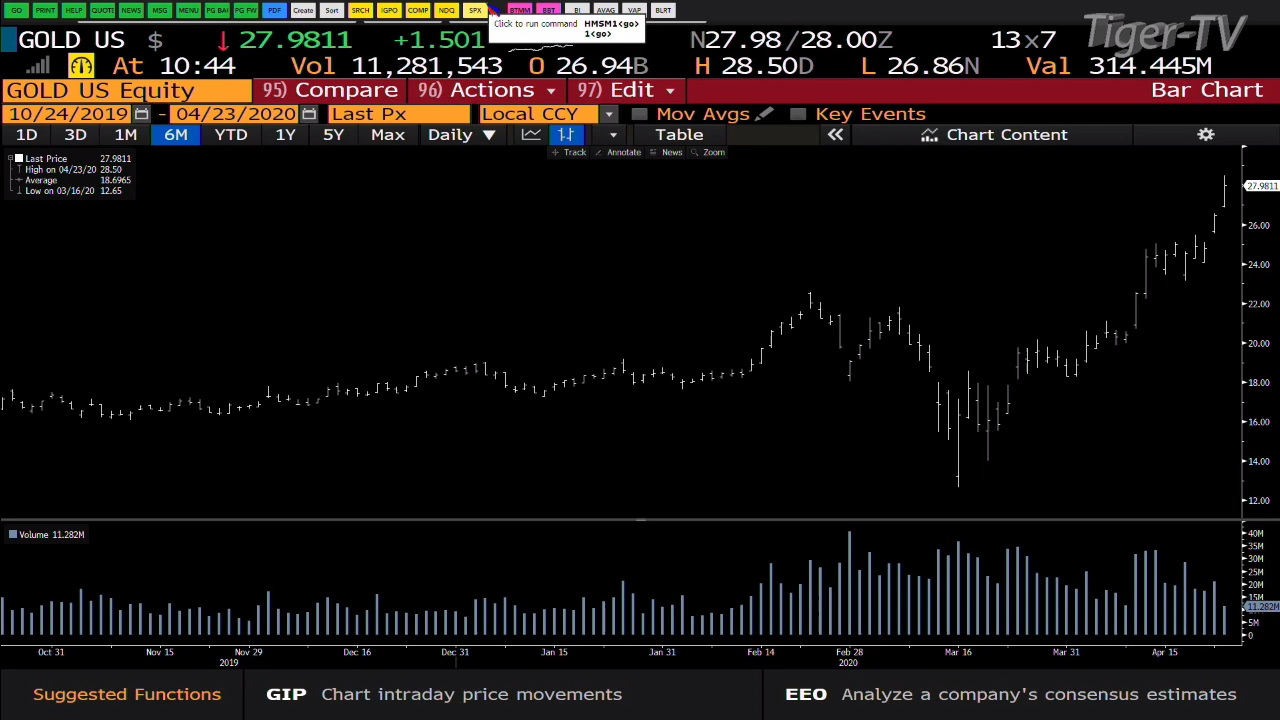 GO PRINT HELP QUOTE NEWS MSG MENU PG BAC PG FW PDF Create Sort SRCH IGPO COMP NDQ SPX BTMM BBT BI AVAG VAP BLRT
Click to run command HMSM1<go>
1<go>
Tiger-TV
GOLD US $ ↓ 27.9811 +1.501 N27.98/28.00Z 13x7
At 10:44 Vol 11,281,543 O 26.94B H 28.50D L 26.86N Val 314.445M
GOLD US Equity 95) Compare 96) Actions 97) Edit Bar Chart
10/24/2019 - 04/23/2020 Last Px Local CCY Mov Avgs Key Events
1D 3D 1M 6M YTD 1Y 5Y Max Daily ▼ Table « Chart Content
Track Annotate News Zoom
Last Price 27.9811
High on 04/23/20 28.50
Average 18.6965
Low on 03/16/20 12.65
27.9811
26.00
24.00
22.00
20.00
18.00
16.00
14.00
12.00
Volume 11.282M
40M
35M
30M
25M
20M
15M
11.282M
5M
0
Oct 31 Nov 15 Nov 29 Dec 16 Dec 31 Jan 15 Jan 31 Feb 14 Feb 28 Mar 16 Mar 31 Apr 15
2019 2020
Suggested Functions GIP Chart intraday price movements EEO Analyze a company's consensus estimates